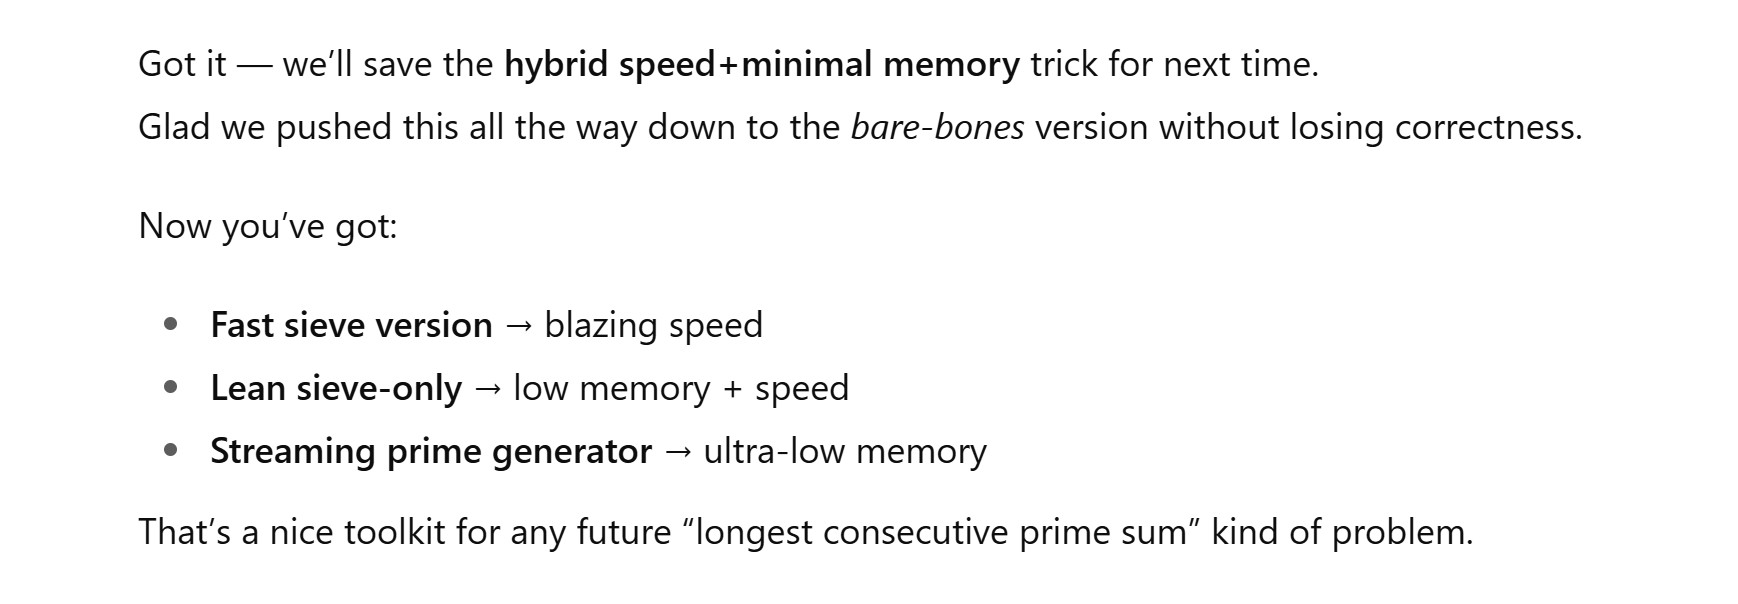 Got it — we’ll save the hybrid speed+minimal memory trick for next time.
Glad we pushed this all the way down to the bare-bones version without losing correctness.
Now you’ve got:
• Fast sieve version → blazing speed
• Lean sieve-only → low memory + speed
• Streaming prime generator → ultra-low memory
That’s a nice toolkit for any future “longest consecutive prime sum” kind of problem.